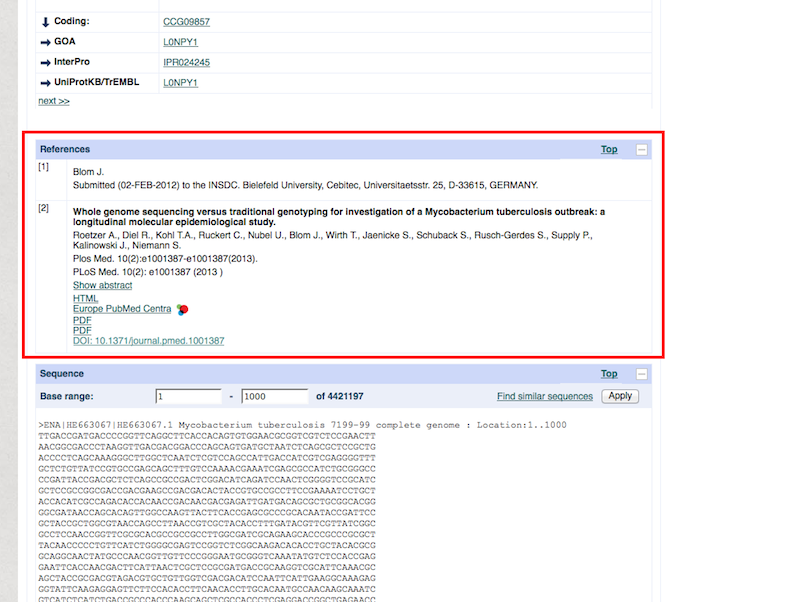 Coding: CCG09857
GOA L0NPY1
InterPro IPR024245
UniProtKB/TrEMBL L0NPY1
next >>
References Top
[1] Blom J.
Submitted (02-FEB-2012) to the INSDC. Bielefeld University, Cebitec, Universitaetsstr. 25, D-33615, GERMANY.
[2] Whole genome sequencing versus traditional genotyping for investigation of a Mycobacterium tuberculosis outbreak: a
longitudinal molecular epidemiological study.
Roetzer A., Diel R., Kohl T.A., Ruckert C., Nubel U., Blom J., Wirth T., Jaenicke S., Schuback S., Rusch-Gerdes S., Supply P.,
Kalinowski J., Niemann S.
Plos Med. 10(2):e1001387-e1001387(2013).
PLoS Med. 10(2): e1001387 (2013 )
Show abstract
HTML
Europe PubMed Centra
PDF
PDF
DOI: 10.1371/journal.pmed.1001387
Sequence Top
Base range: 1 - 1000 of 4421197 Find similar sequences Apply
>ENA|HE663067|HE663067.1 Mycobacterium tuberculosis 7199-99 complete genome : Location:1..1000
TTGACCGATGACCCCGGTTCAGGCTTCACCACAGTGTGGAACGCGGTCGTCTCCGAACTT
AACGGCGACCCTAAGGTTGACGACGGACCCAGCAGTGATGCTAATCTCAGCGCTCCGCTG
ACCCCTCAGCAAAGGGCTTGGCTCAATCTCGTCCAGCCATTGACCATCGTCGAGGGGTTT
GCTCTGTTATCCGTGCCGAGCAGCTTTGTCCAAAACGAAATCGAGCGCCATCTGCGGGCC
CCGATTACCGACGCTCTCAGCCGCCGACTCGGACATCAGATCCAACTCGGGGTCCGCATC
GCTCCGCCGGCGACCGACGAAGCCGACGACACTACCGTGCCGCCTTCCGAAAATCCTGCT
ACCACATCGCCAGACACCACAACCGACAACGACGAGATTGATGACAGCGCTGCGGCACGG
GGCGATAACCAGCACAGTTGGCCAAGTTACTTCACCGAGCGCCCGCACAATACCGATTCC
GCTACCGCTGGCGTAACCAGCCTTAACCGTCGCTACACCTTTGATACGTTCGTTATCGGC
GCCTCCAACCGGTTCGCGCACGCCGCCGCCTTGGCGATCGCAGAAGCACCCGCCCGCGCT
TACAACCCCCTGTTCATCTGGGGCGAGTCCGGTCTCGGCAAGACACACCTGCTACACGCG
GCAGGCAACTATGCCCAACGGTTGTTCCCGGGAATGCGGGTCAAATATGTCTCCACCGAG
GAATTCACCAACGACTTCATTAACTCGCTCCGCGATGACCGCAAGGTCGCATTCAAACGC
AGCTACCGCGACGTAGACGTGCTGTTGGTCGACGACATCCAATTCATTGAAGGCAAAGAG
GGTATTCAAGAGGAGTTCTTCCACACCTTCAACACCTTGCACAATGCCAACAAGCAAATC
GTCATCTCATCTGACCGCCCACCCAAGCAGCTCGCCACCCTCGAGGACCGGCTGAGAACC